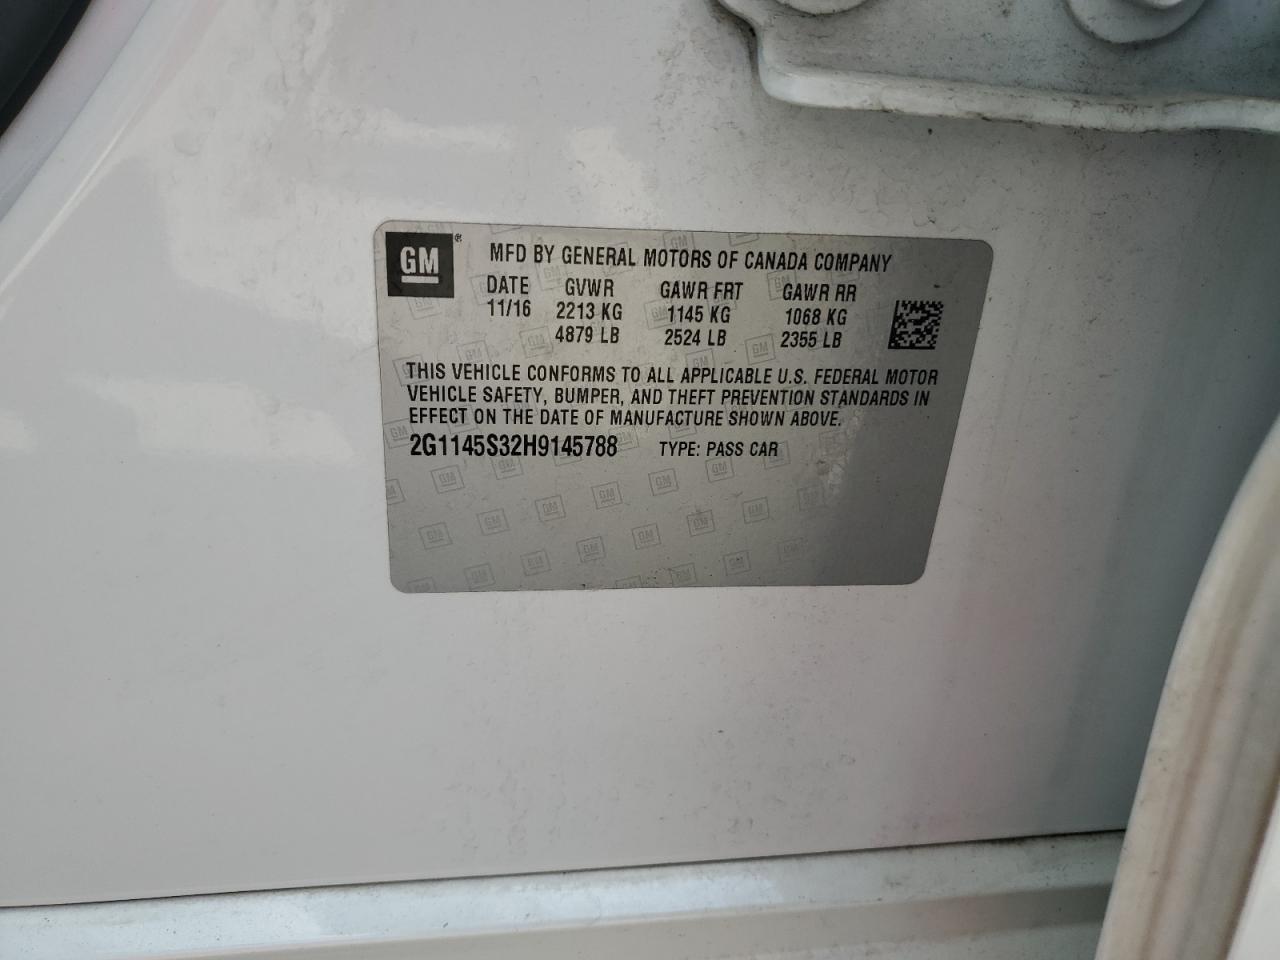 GM ®
MFD BY GENERAL MOTORS OF CANADA COMPANY
DATE GVWR GAWR FRT GAWR RR
11/16 2213 KG 1145 KG 1068 KG
4879 LB 2524 LB 2355 LB
THIS VEHICLE CONFORMS TO ALL APPLICABLE U.S. FEDERAL MOTOR
VEHICLE SAFETY, BUMPER, AND THEFT PREVENTION STANDARDS IN
EFFECT ON THE DATE OF MANUFACTURE SHOWN ABOVE.
2G1145S32H9145788 TYPE: PASS CAR